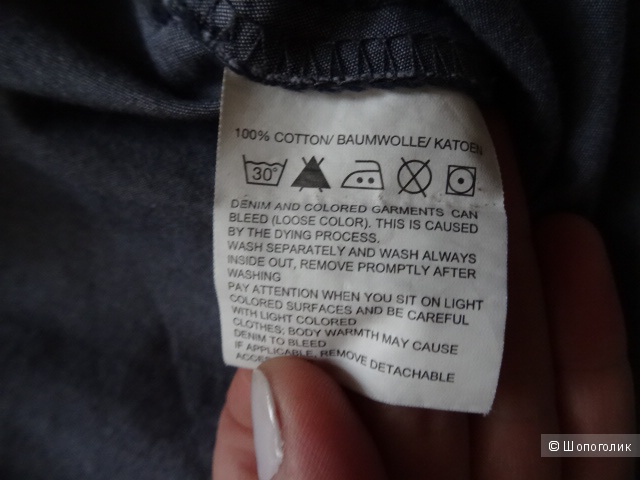 100% COTTON/ BAUMWOLLE/ KATOEN
30°
DENIM AND COLORED GARMENTS CAN
BLEED (LOOSE COLOR). THIS IS CAUSED
BY THE DYING PROCESS.
WASH SEPARATELY AND WASH ALWAYS
INSIDE OUT, REMOVE PROMPTLY AFTER
WASHING
PAY ATTENTION WHEN YOU SIT ON LIGHT
COLORED SURFACES AND BE CAREFUL
WITH LIGHT COLORED
CLOTHES; BODY WARMTH MAY CAUSE
DENIM TO BLEED
IF APPLICABLE, REMOVE DETACHABLE
© Шопоголик